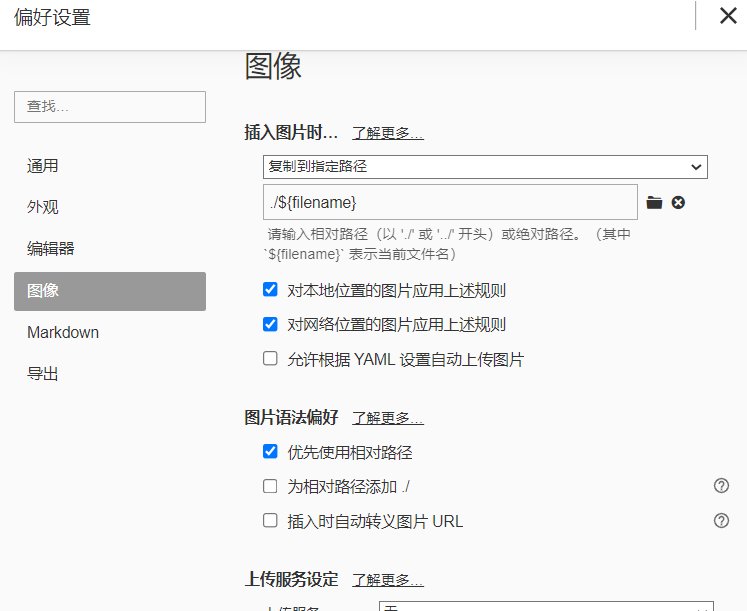 偏好设置
图像
查找...
插入图片时... 了解更多...
通用
复制到指定路径
外观
./${filename}
编辑器
请输入相对路径（以 './' 或 '../' 开头）或绝对路径。（其中
`${filename}` 表示当前文件名）
图像
对本地位置的图片应用上述规则
Markdown
对网络位置的图片应用上述规则
导出
允许根据 YAML 设置自动上传图片
图片语法偏好 了解更多...
优先使用相对路径
为相对路径添加 ./
插入时自动转义图片 URL
上传服务设定 了解更多...
上传服务 无